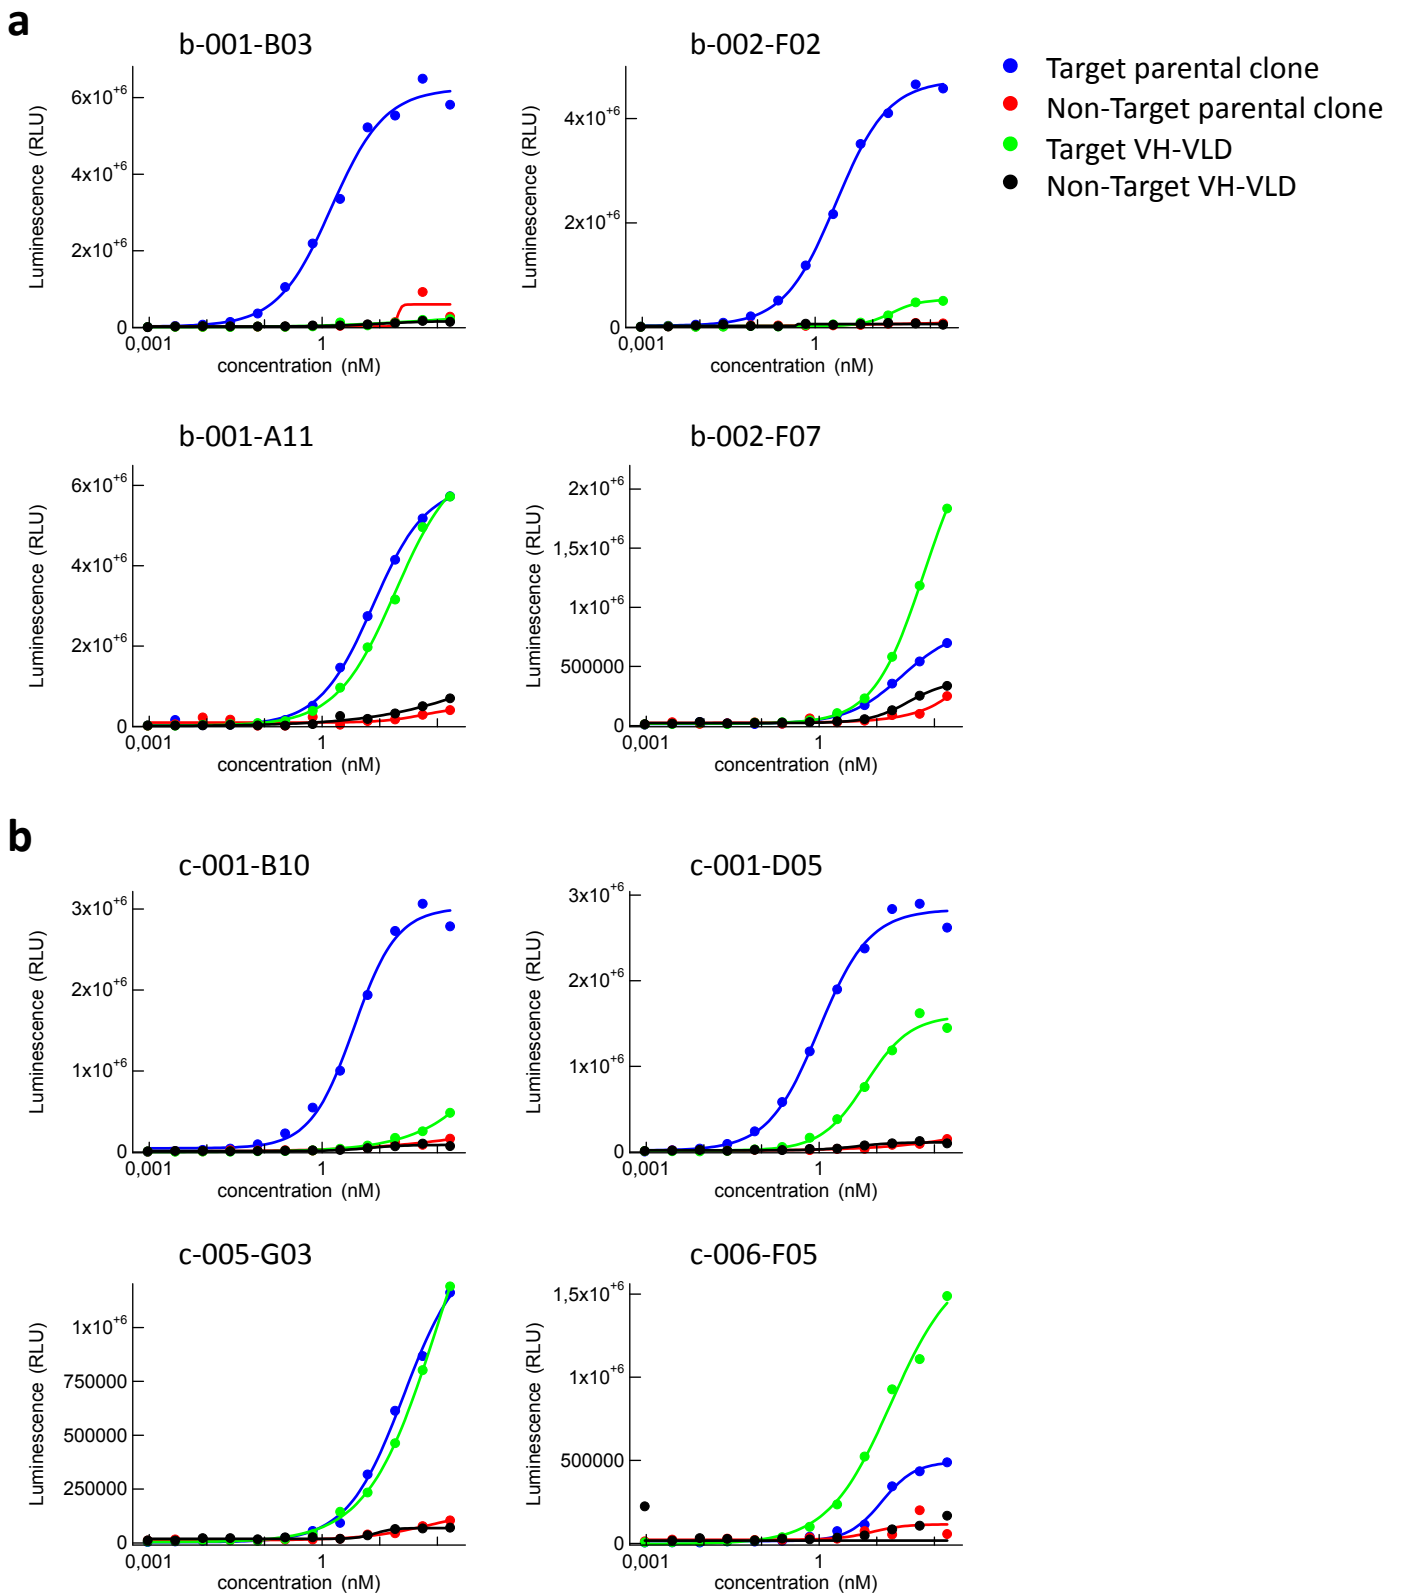 a
b-001-B03
b-002-F02
Target parental clone
Non-Target parental clone
Target VH-VLD
Non-Target VH-VLD
Luminescence (RLU)
6x10+6
4x10+6
2x10+6
0
0,001
1
concentration (nM)
Luminescence (RLU)
4x10+6
2x10+6
0
0,001
1
concentration (nM)
b-001-A11
b-002-F07
Luminescence (RLU)
6x10+6
4x10+6
2x10+6
0
0,001
1
concentration (nM)
Luminescence (RLU)
2x10+6
1,5x10+6
1x10+6
500000
0
0,001
1
concentration (nM)
b
c-001-B10
c-001-D05
Luminescence (RLU)
3x10+6
2x10+6
1x10+6
0
0,001
1
concentration (nM)
Luminescence (RLU)
3x10+6
2x10+6
1x10+6
0
0,001
1
concentration (nM)
c-005-G03
c-006-F05
Luminescence (RLU)
1x10+6
750000
500000
250000
0
0,001
1
concentration (nM)
Luminescence (RLU)
1,5x10+6
1x10+6
500000
0
0,001
1
concentration (nM)